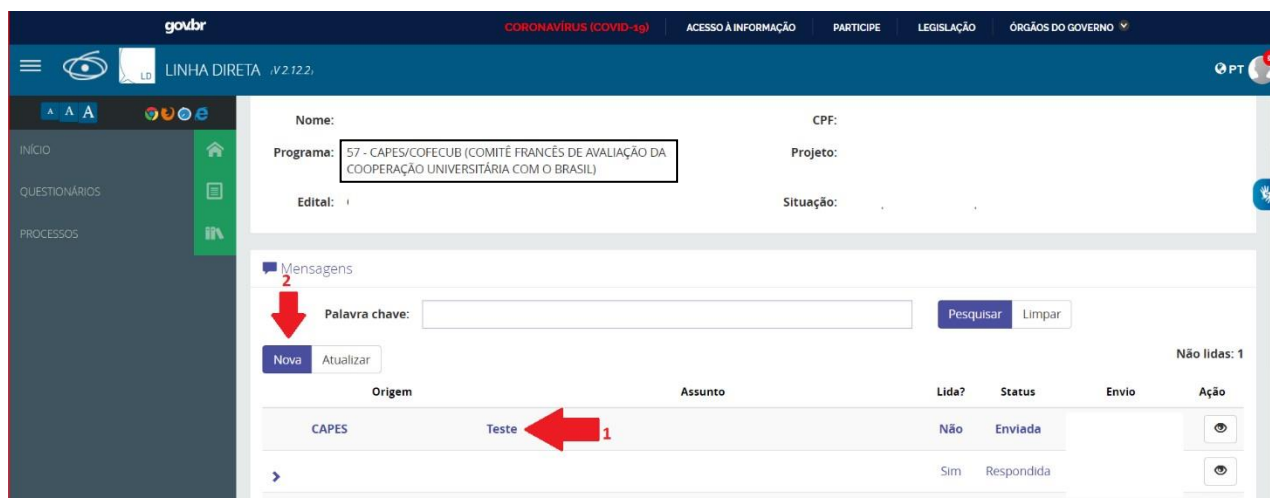 gov.br CORONAVÍRUS (COVID-19) ACESSO À INFORMAÇÃO PARTICIPE LEGISLAÇÃO ÓRGÃOS DO GOVERNO
LD LINHA DIRETA (V 2.12.2) PT
A A A
Nome: CPF:
INÍCIO
Programa: 57 - CAPES/COFECUB (COMITÊ FRANCÊS DE AVALIAÇÃO DA Projeto:
COOPERAÇÃO UNIVERSITÁRIA COM O BRASIL)
QUESTIONÁRIOS
Edital: Situação:
PROCESSOS
Mensagens
2
Palavra chave: Pesquisar Limpar
Nova Atualizar Não lidas: 1
Origem Assunto Lida? Status Envio Ação
CAPES Teste 1 Não Enviada
Sim Respondida